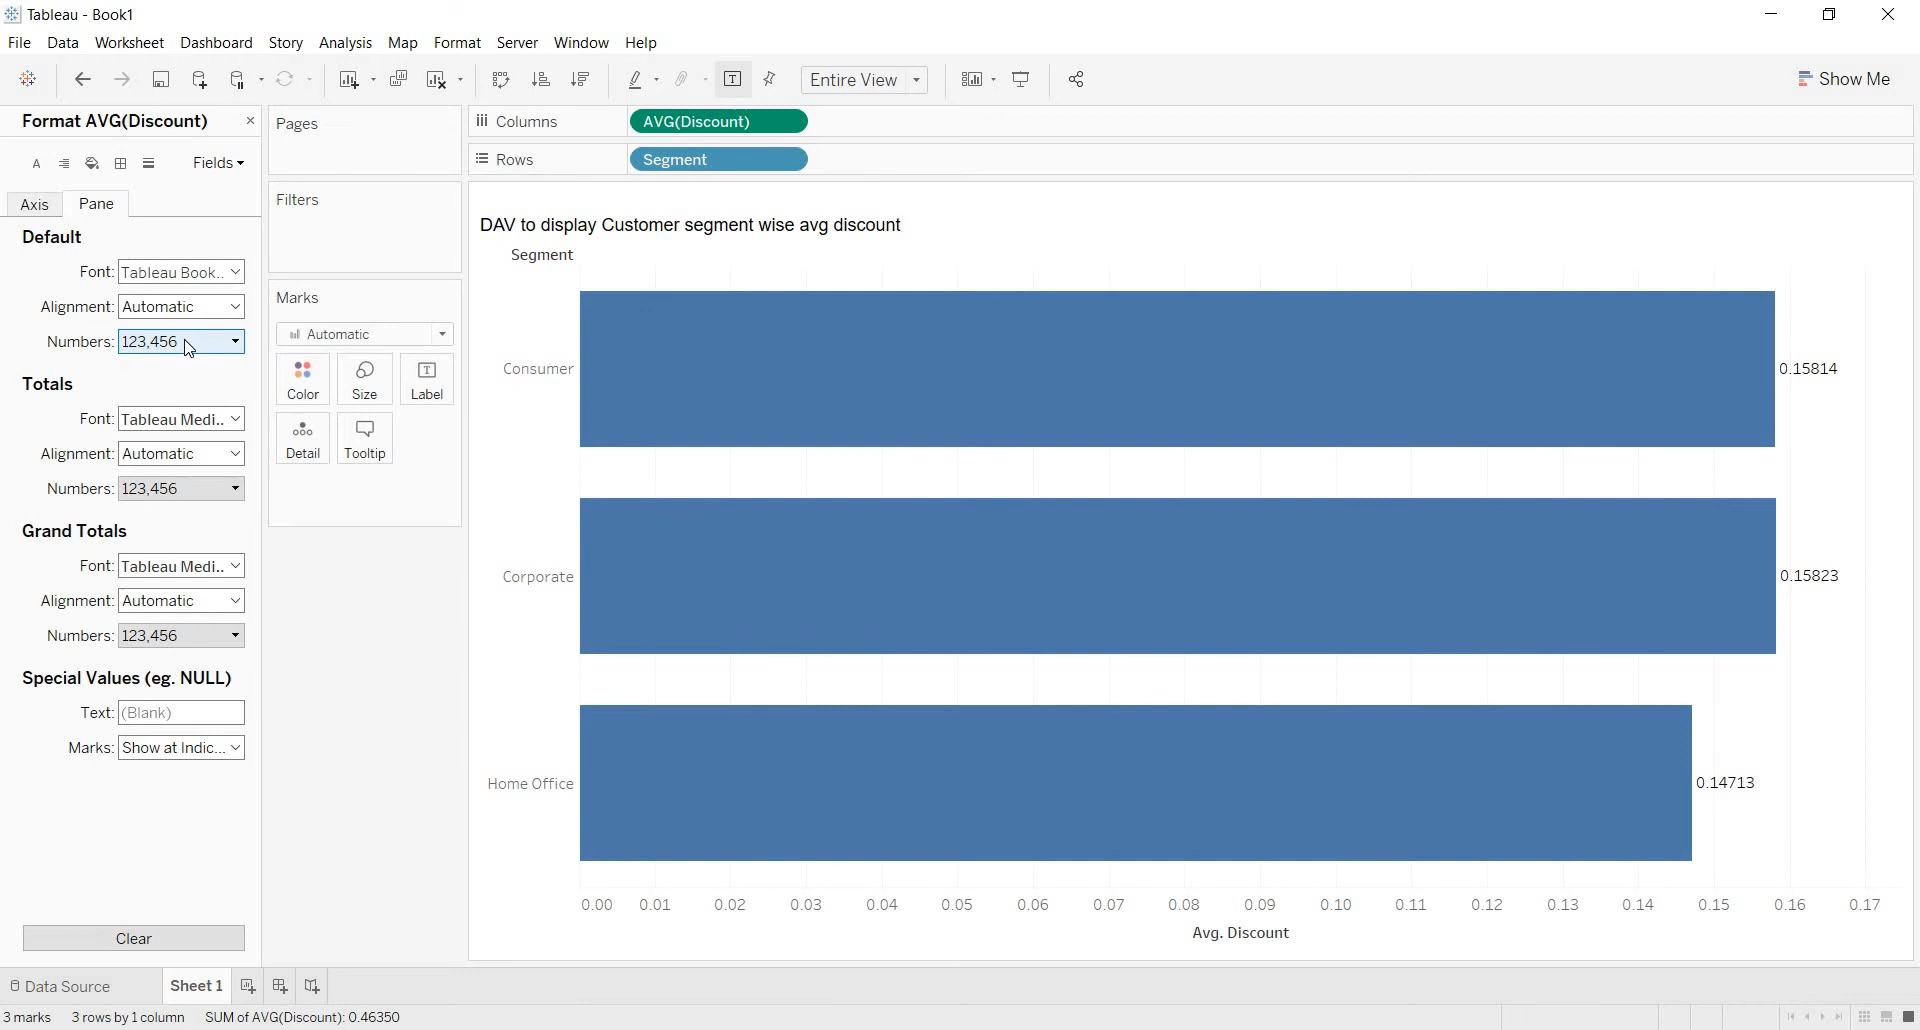 Tableau - Book1
File Data Worksheet Dashboard Story Analysis Map Format Server Window Help
Entire View
Show Me
Format AVG(Discount) ×
Fields
Axis Pane
Default
Font: Tableau Book..
Alignment: Automatic
Numbers: 123,456
Totals
Font: Tableau Medi..
Alignment: Automatic
Numbers: 123,456
Grand Totals
Font: Tableau Medi..
Alignment: Automatic
Numbers: 123,456
Special Values (eg. NULL)
Text: (Blank)
Marks: Show at Indic...
Clear
Pages
Filters
Marks
Automatic
Color Size Label
Detail Tooltip
Columns AVG(Discount)
Rows Segment
DAV to display Customer segment wise avg discount
Segment
Consumer 0.15814
Corporate 0.15823
Home Office 0.14713
0.00 0.01 0.02 0.03 0.04 0.05 0.06 0.07 0.08 0.09 0.10 0.11 0.12 0.13 0.14 0.15 0.16 0.17
Avg. Discount
Data Source Sheet 1
3 marks 3 rows by 1 column SUM of AVG(Discount): 0.46350